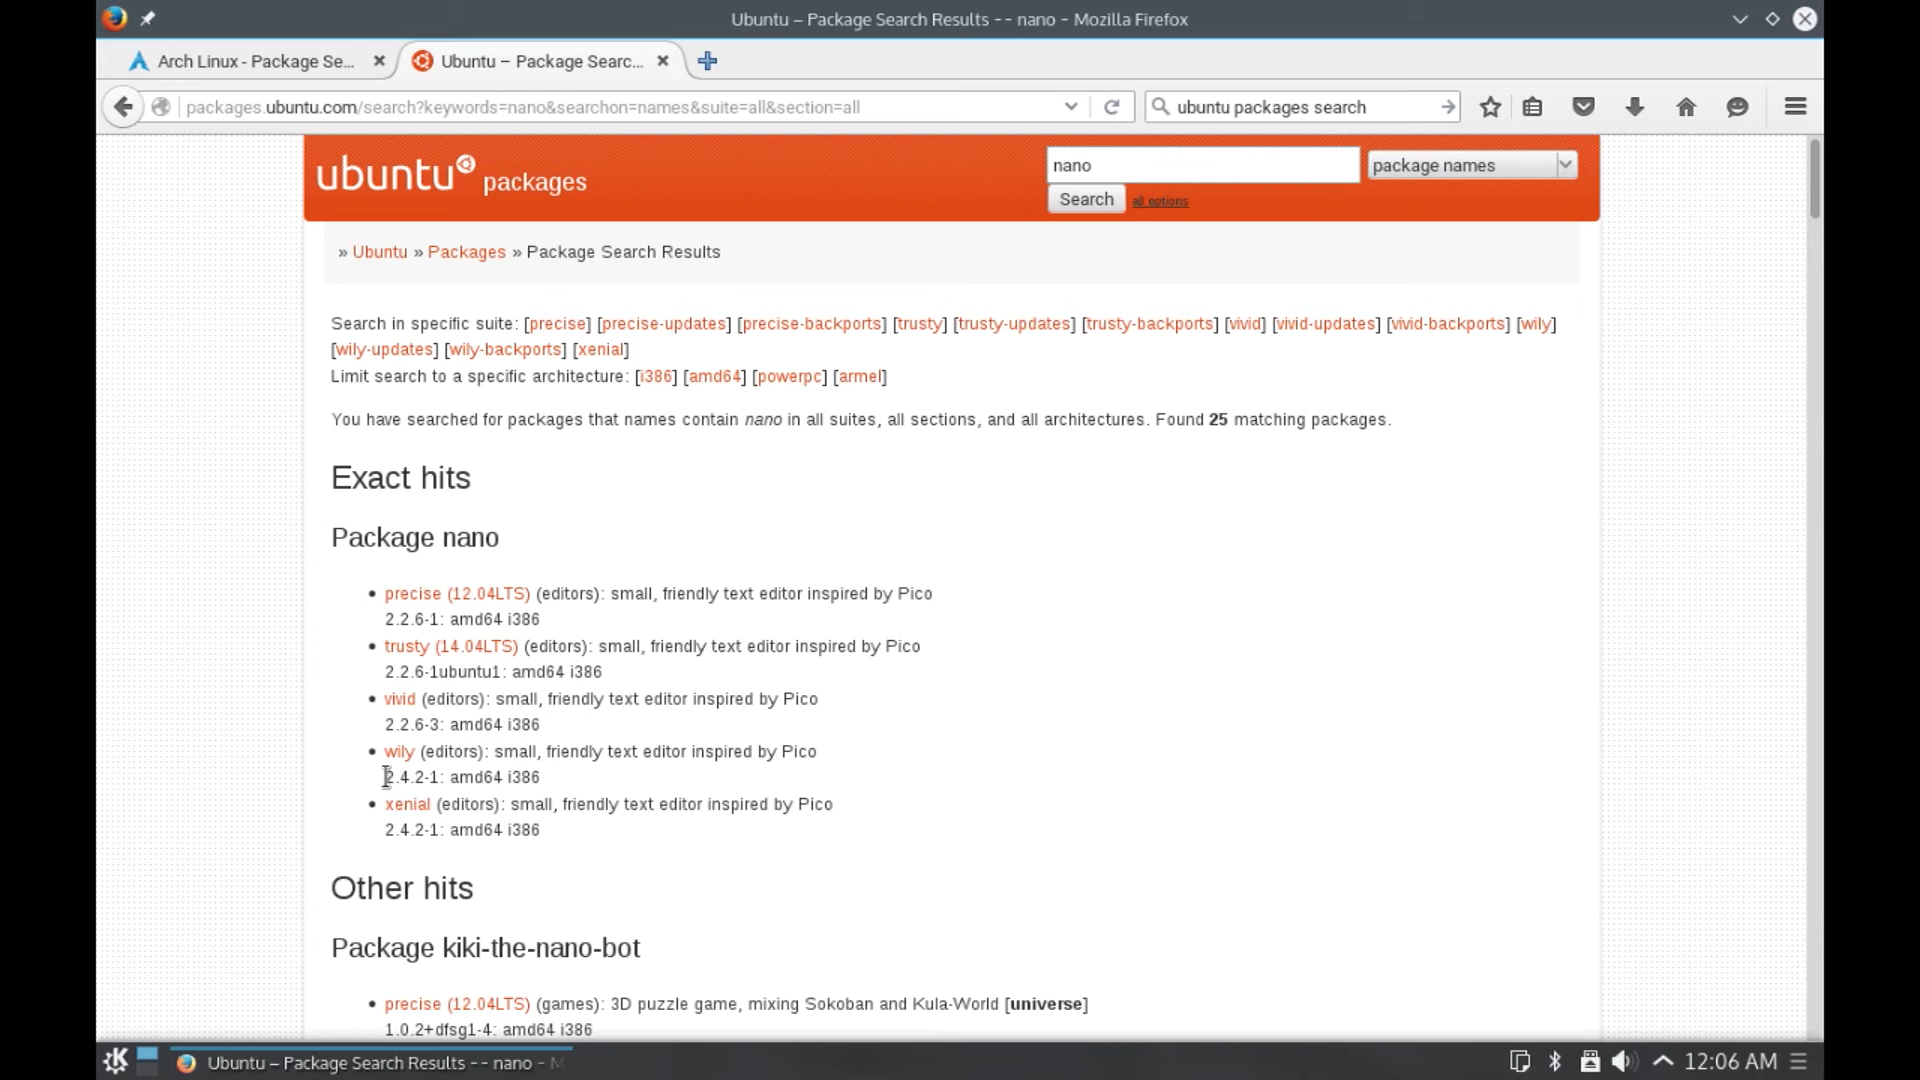 Ubuntu – Package Search Results -- nano - Mozilla Firefox
Arch Linux - Package Se...
Ubuntu – Package Searc...
packages.ubuntu.com/search?keywords=nano&searchon=names&suite=all&section=all
ubuntu packages search
ubuntu packages
nano
package names
Search
all options
» Ubuntu » Packages » Package Search Results
Search in specific suite: [precise] [precise-updates] [precise-backports] [trusty] [trusty-updates] [trusty-backports] [vivid] [vivid-updates] [vivid-backports] [wily]
[wily-updates] [wily-backports] [xenial]
Limit search to a specific architecture: [i386] [amd64] [powerpc] [armel]
You have searched for packages that names contain nano in all suites, all sections, and all architectures. Found 25 matching packages.
Exact hits
Package nano
• precise (12.04LTS) (editors): small, friendly text editor inspired by Pico
2.2.6-1: amd64 i386
• trusty (14.04LTS) (editors): small, friendly text editor inspired by Pico
2.2.6-1ubuntu1: amd64 i386
• vivid (editors): small, friendly text editor inspired by Pico
2.2.6-3: amd64 i386
• wily (editors): small, friendly text editor inspired by Pico
2.4.2-1: amd64 i386
• xenial (editors): small, friendly text editor inspired by Pico
2.4.2-1: amd64 i386
Other hits
Package kiki-the-nano-bot
• precise (12.04LTS) (games): 3D puzzle game, mixing Sokoban and Kula-World [universe]
1.0.2+dfsg1-4: amd64 i386
Ubuntu – Package Search Results -- nano - M
12:06 AM